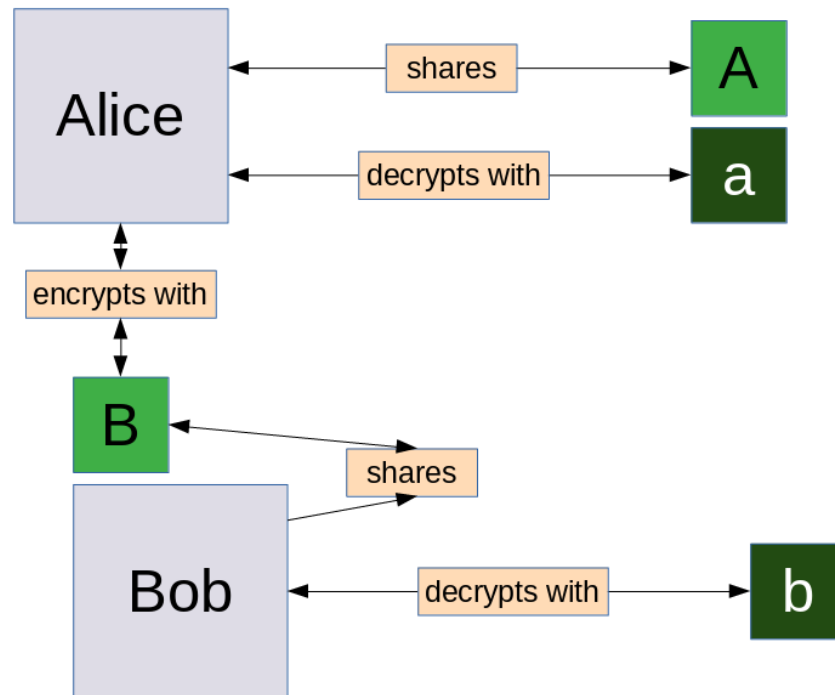 Alice
shares
A
decrypts with
a
encrypts with
B
shares
Bob
decrypts with
b